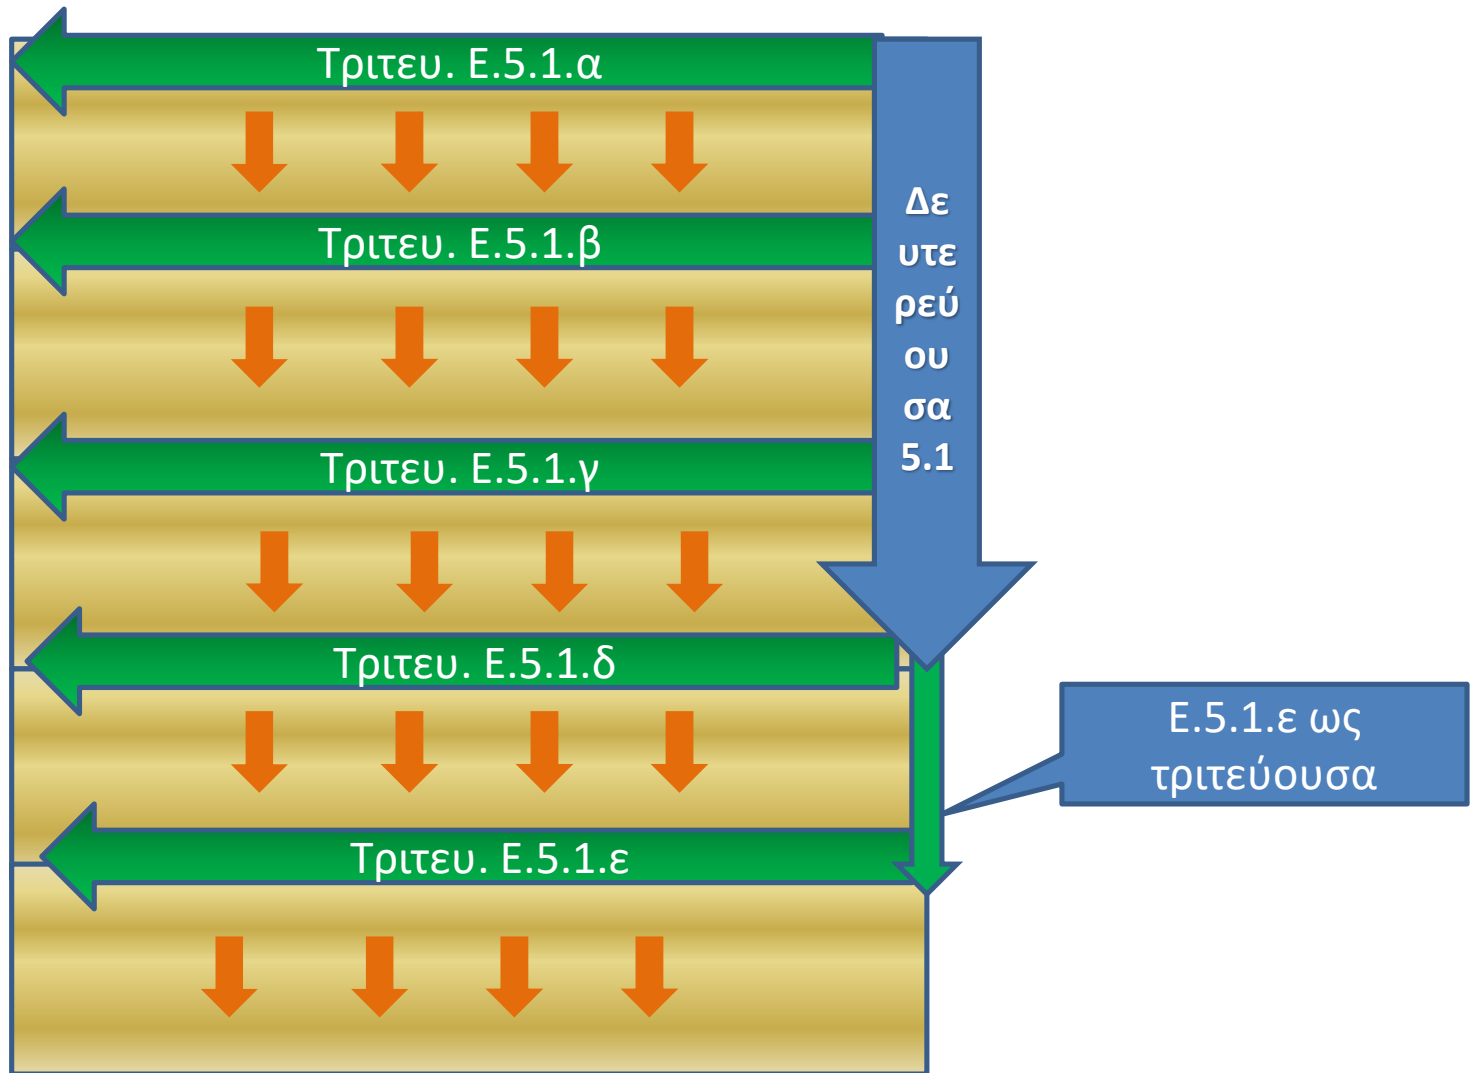 Τριτευ. Ε.5.1.α
Τριτευ. Ε.5.1.β
Τριτευ. Ε.5.1.γ
Τριτευ. Ε.5.1.δ
Τριτευ. Ε.5.1.ε
Δε
υτε
ρεύ
ου
σα
5.1
Ε.5.1.ε ως
τριτεύουσα